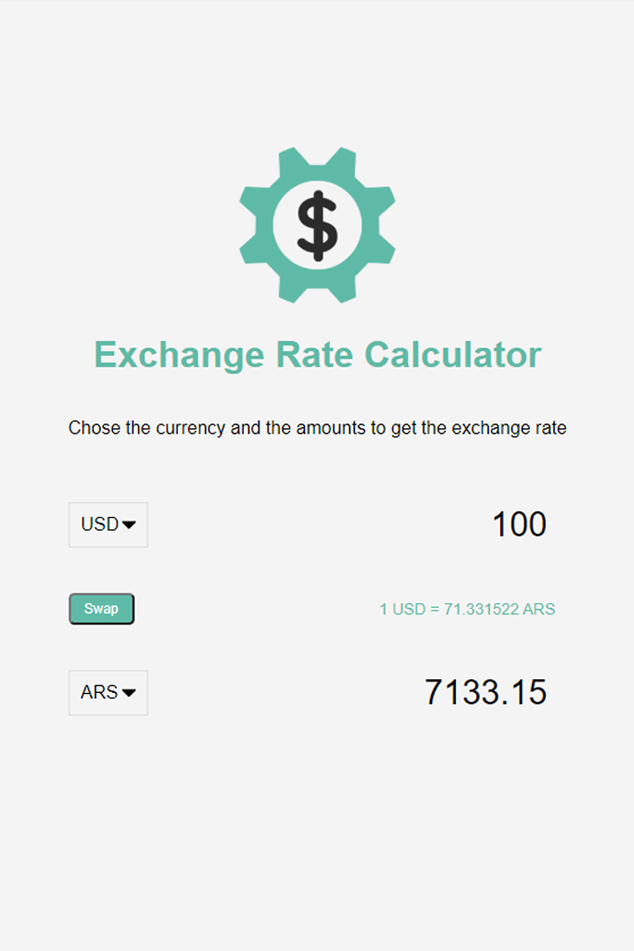 $
Exchange Rate Calculator
Chose the currency and the amounts to get the exchange rate
USD 100
Swap 1 USD = 71.331522 ARS
ARS 7133.15